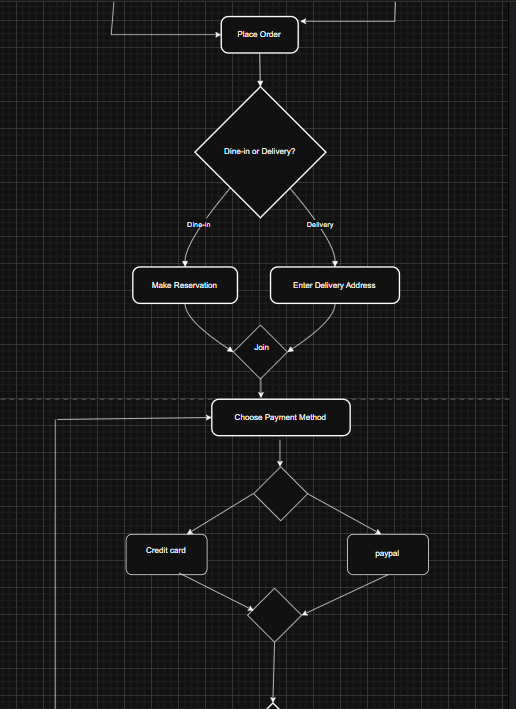 Place Order
Dine-in or Delivery?
Dine-in
Delivery
Make Reservation
Enter Delivery Address
Join
Choose Payment Method
Credit card
paypal